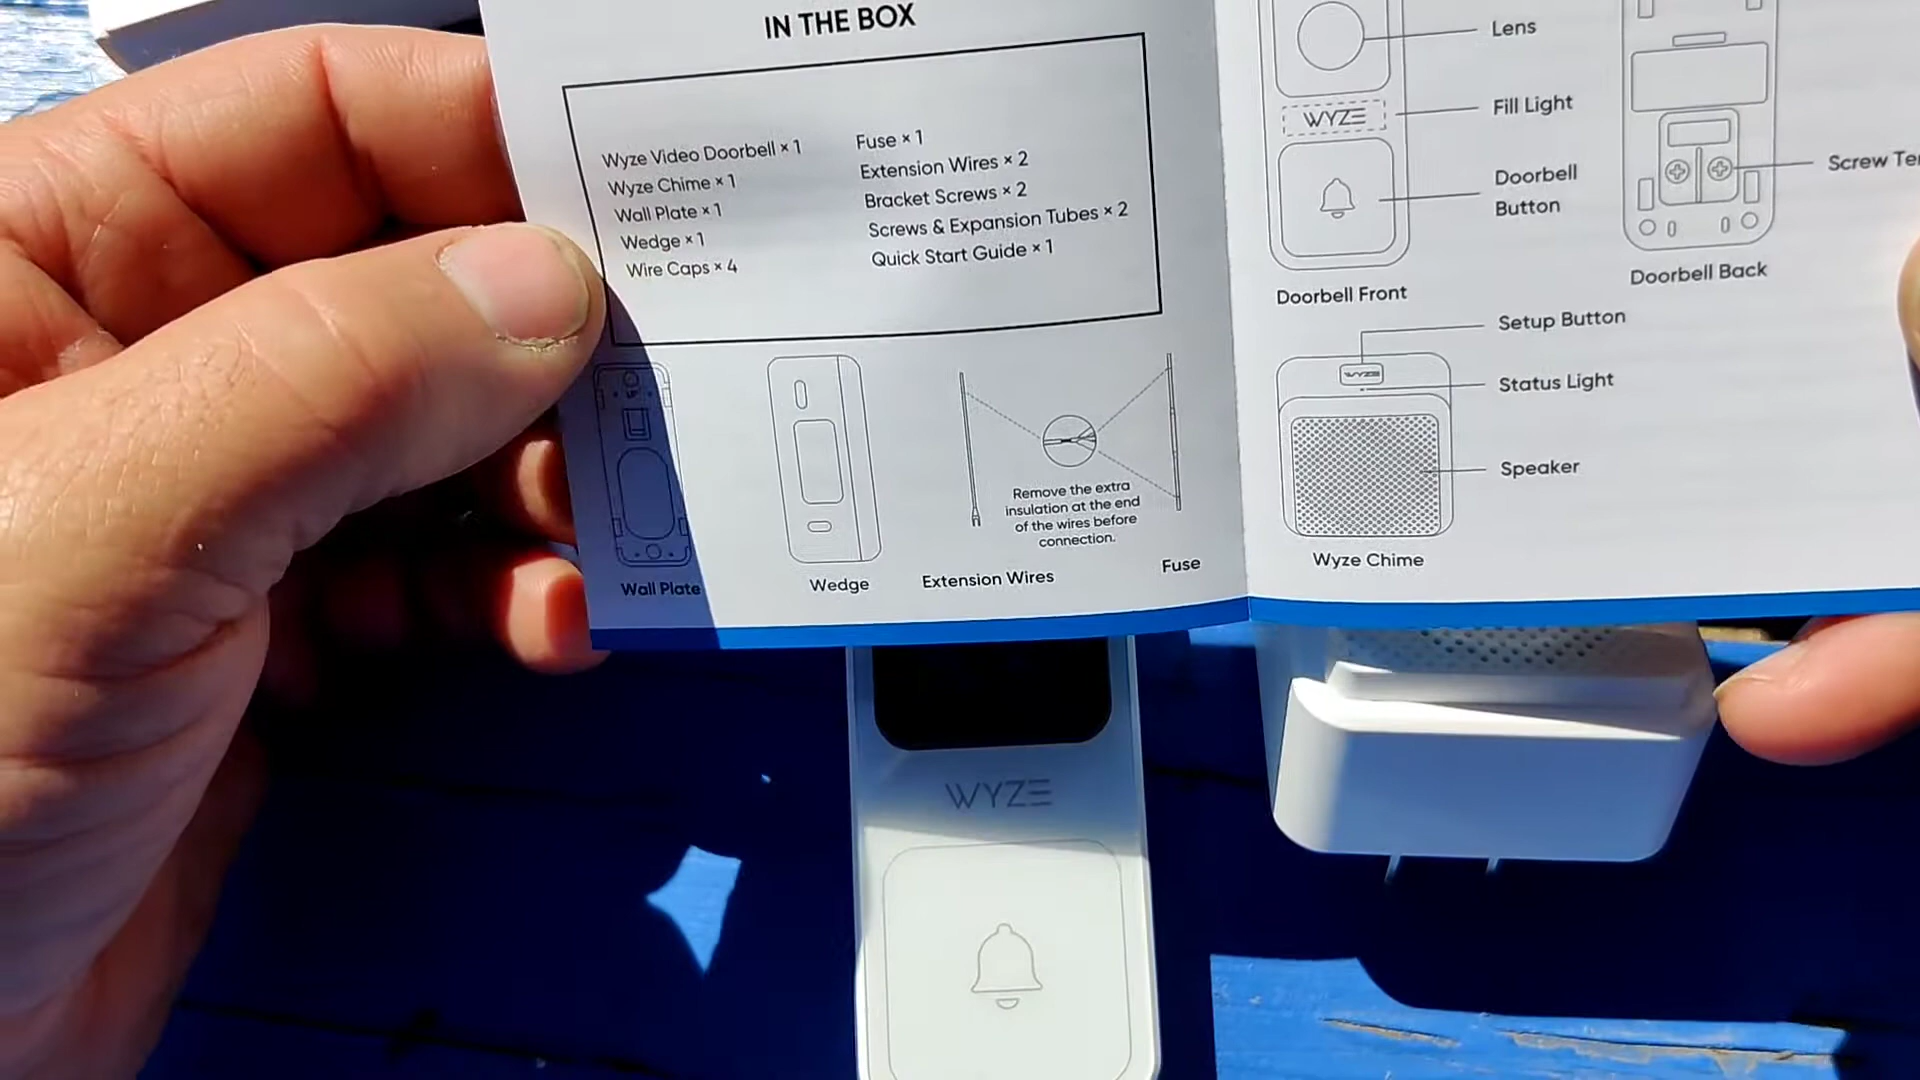 IN THE BOX
Wyze Video Doorbell × 1
Wyze Chime × 1
Wall Plate × 1
Wedge × 1
Wire Caps × 4
Fuse × 1
Extension Wires × 2
Bracket Screws × 2
Screws & Expansion Tubes × 2
Quick Start Guide × 1
Remove the extra
insulation at the end
of the wires before
connection.
Wall Plate
Wedge
Extension Wires
Fuse
Lens
WYZE
Fill Light
Doorbell
Button
Doorbell Front
Screw Te
Doorbell Back
Setup Button
WYZE
Status Light
Speaker
Wyze Chime
WYZE